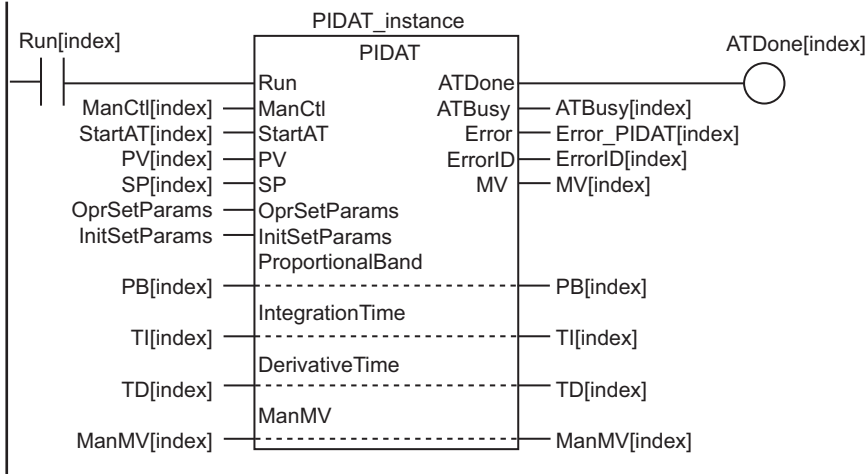 PIDAT_instance
Run[index]
PIDAT
ATDone[index]
Run
ATDone
ManCtl[index]
ManCtl
ATBusy
ATBusy[index]
StartAT[index]
StartAT
Error
Error_PIDAT[index]
PV[index]
PV
ErrorID
ErrorID[index]
SP[index]
SP
MV
MV[index]
OprSetParams
OprSetParams
InitSetParams
InitSetParams
ProportionalBand
PB[index]
PB[index]
IntegrationTime
TI[index]
TI[index]
DerivativeTime
TD[index]
TD[index]
ManMV
ManMV[index]
ManMV[index]